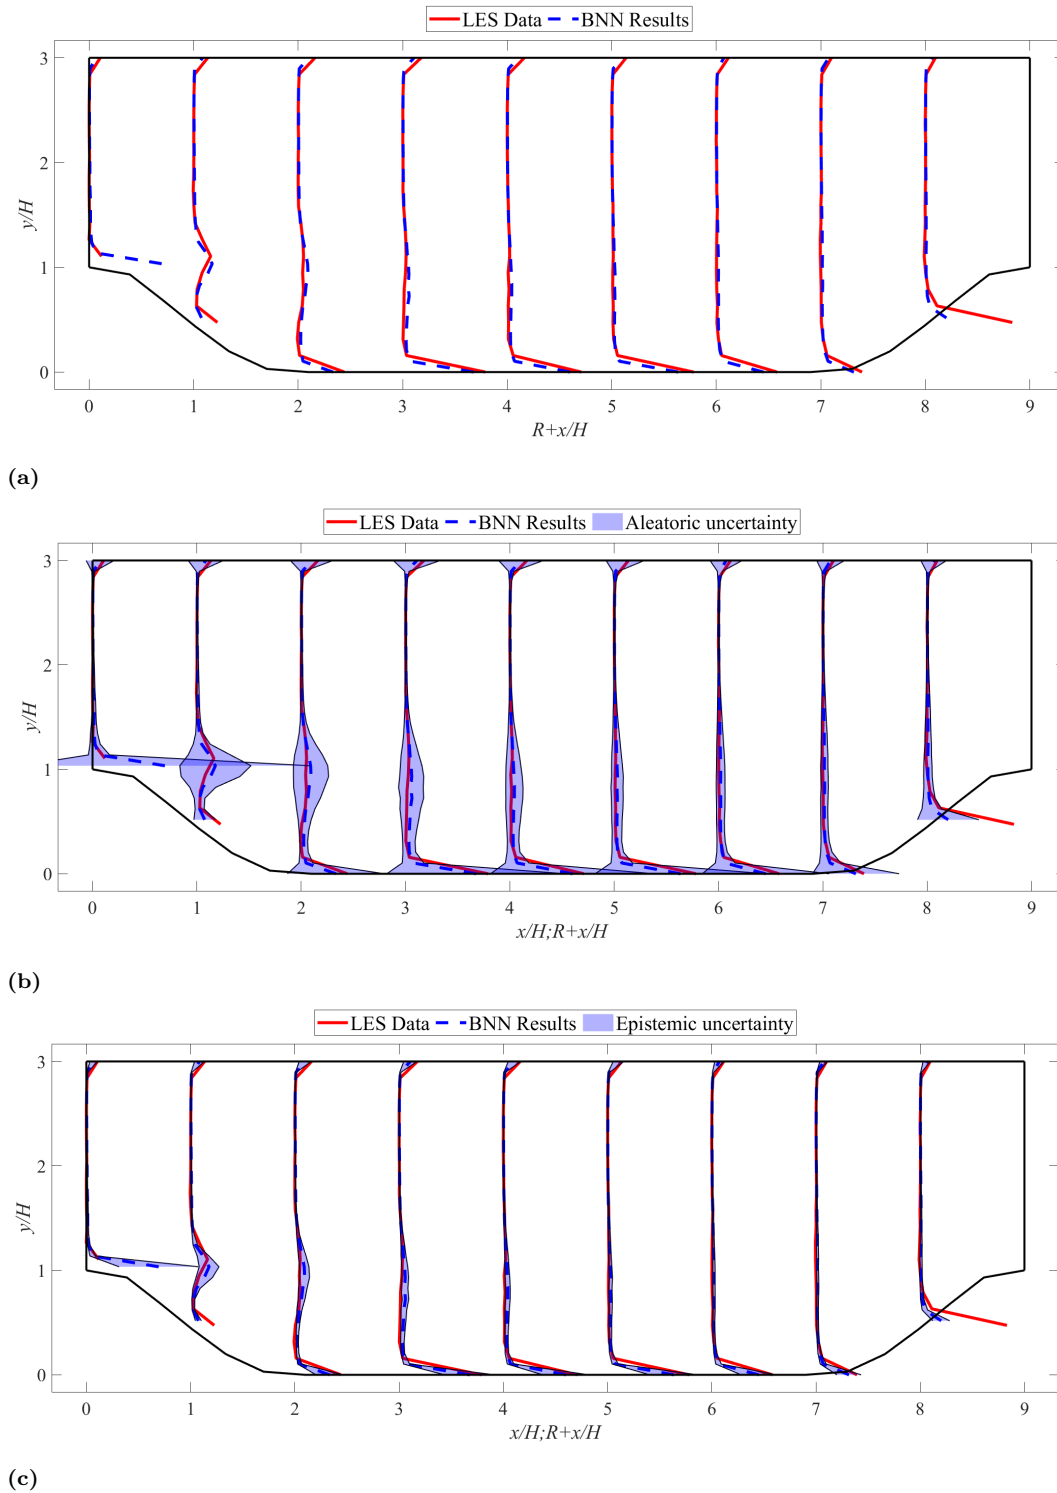 LES Data BNN Results
3
2
1
0
y/H
0 1 2 3 4 5 6 7 8 9
R+x/H
(a)
LES Data BNN Results Aleatoric uncertainty
3
2
1
0
y/H
0 1 2 3 4 5 6 7 8 9
x/H;R+x/H
(b)
LES Data BNN Results Epistemic uncertainty
3
2
1
0
y/H
0 1 2 3 4 5 6 7 8 9
x/H;R+x/H
(c)